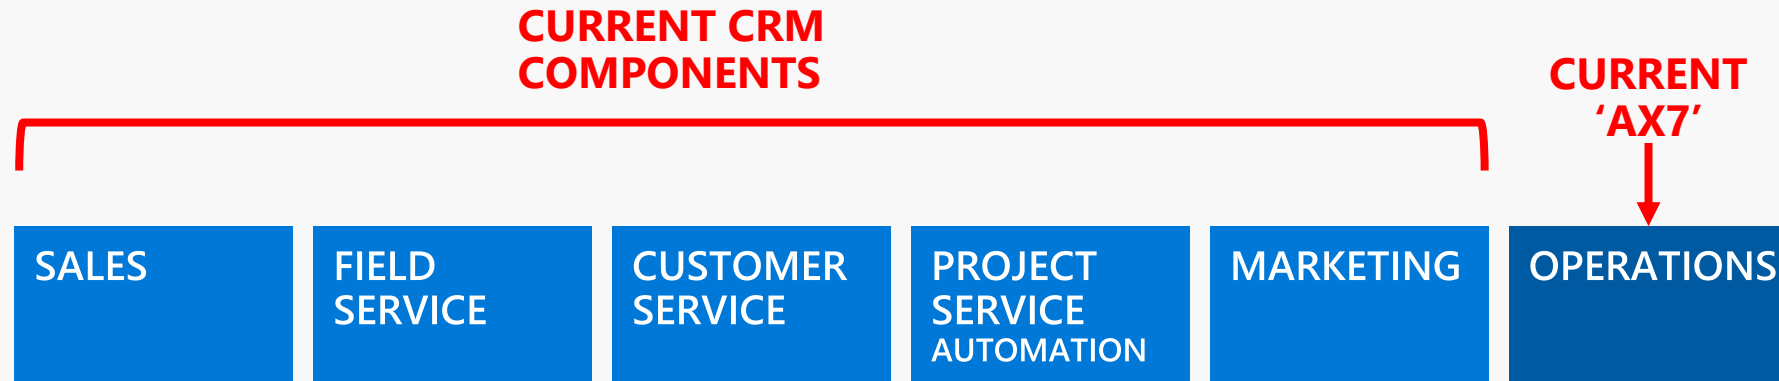 CURRENT CRM
COMPONENTS
CURRENT
‘AX7’
SALES
FIELD
SERVICE
CUSTOMER
SERVICE
PROJECT
SERVICE
AUTOMATION
MARKETING
OPERATIONS